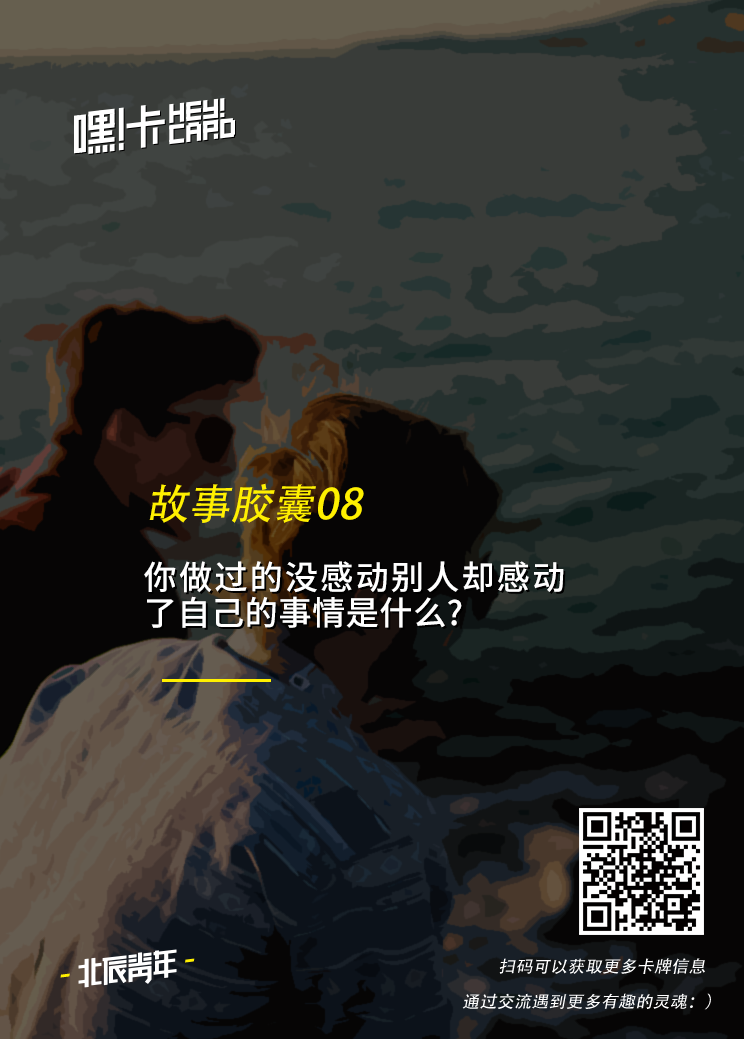 嘿!卡 HEY! CARD
故事胶囊08
你做过的没感动别人却感动
了自己的事情是什么?
- 北辰青年 -
扫码可以获取更多卡牌信息
通过交流遇到更多有趣的灵魂：）